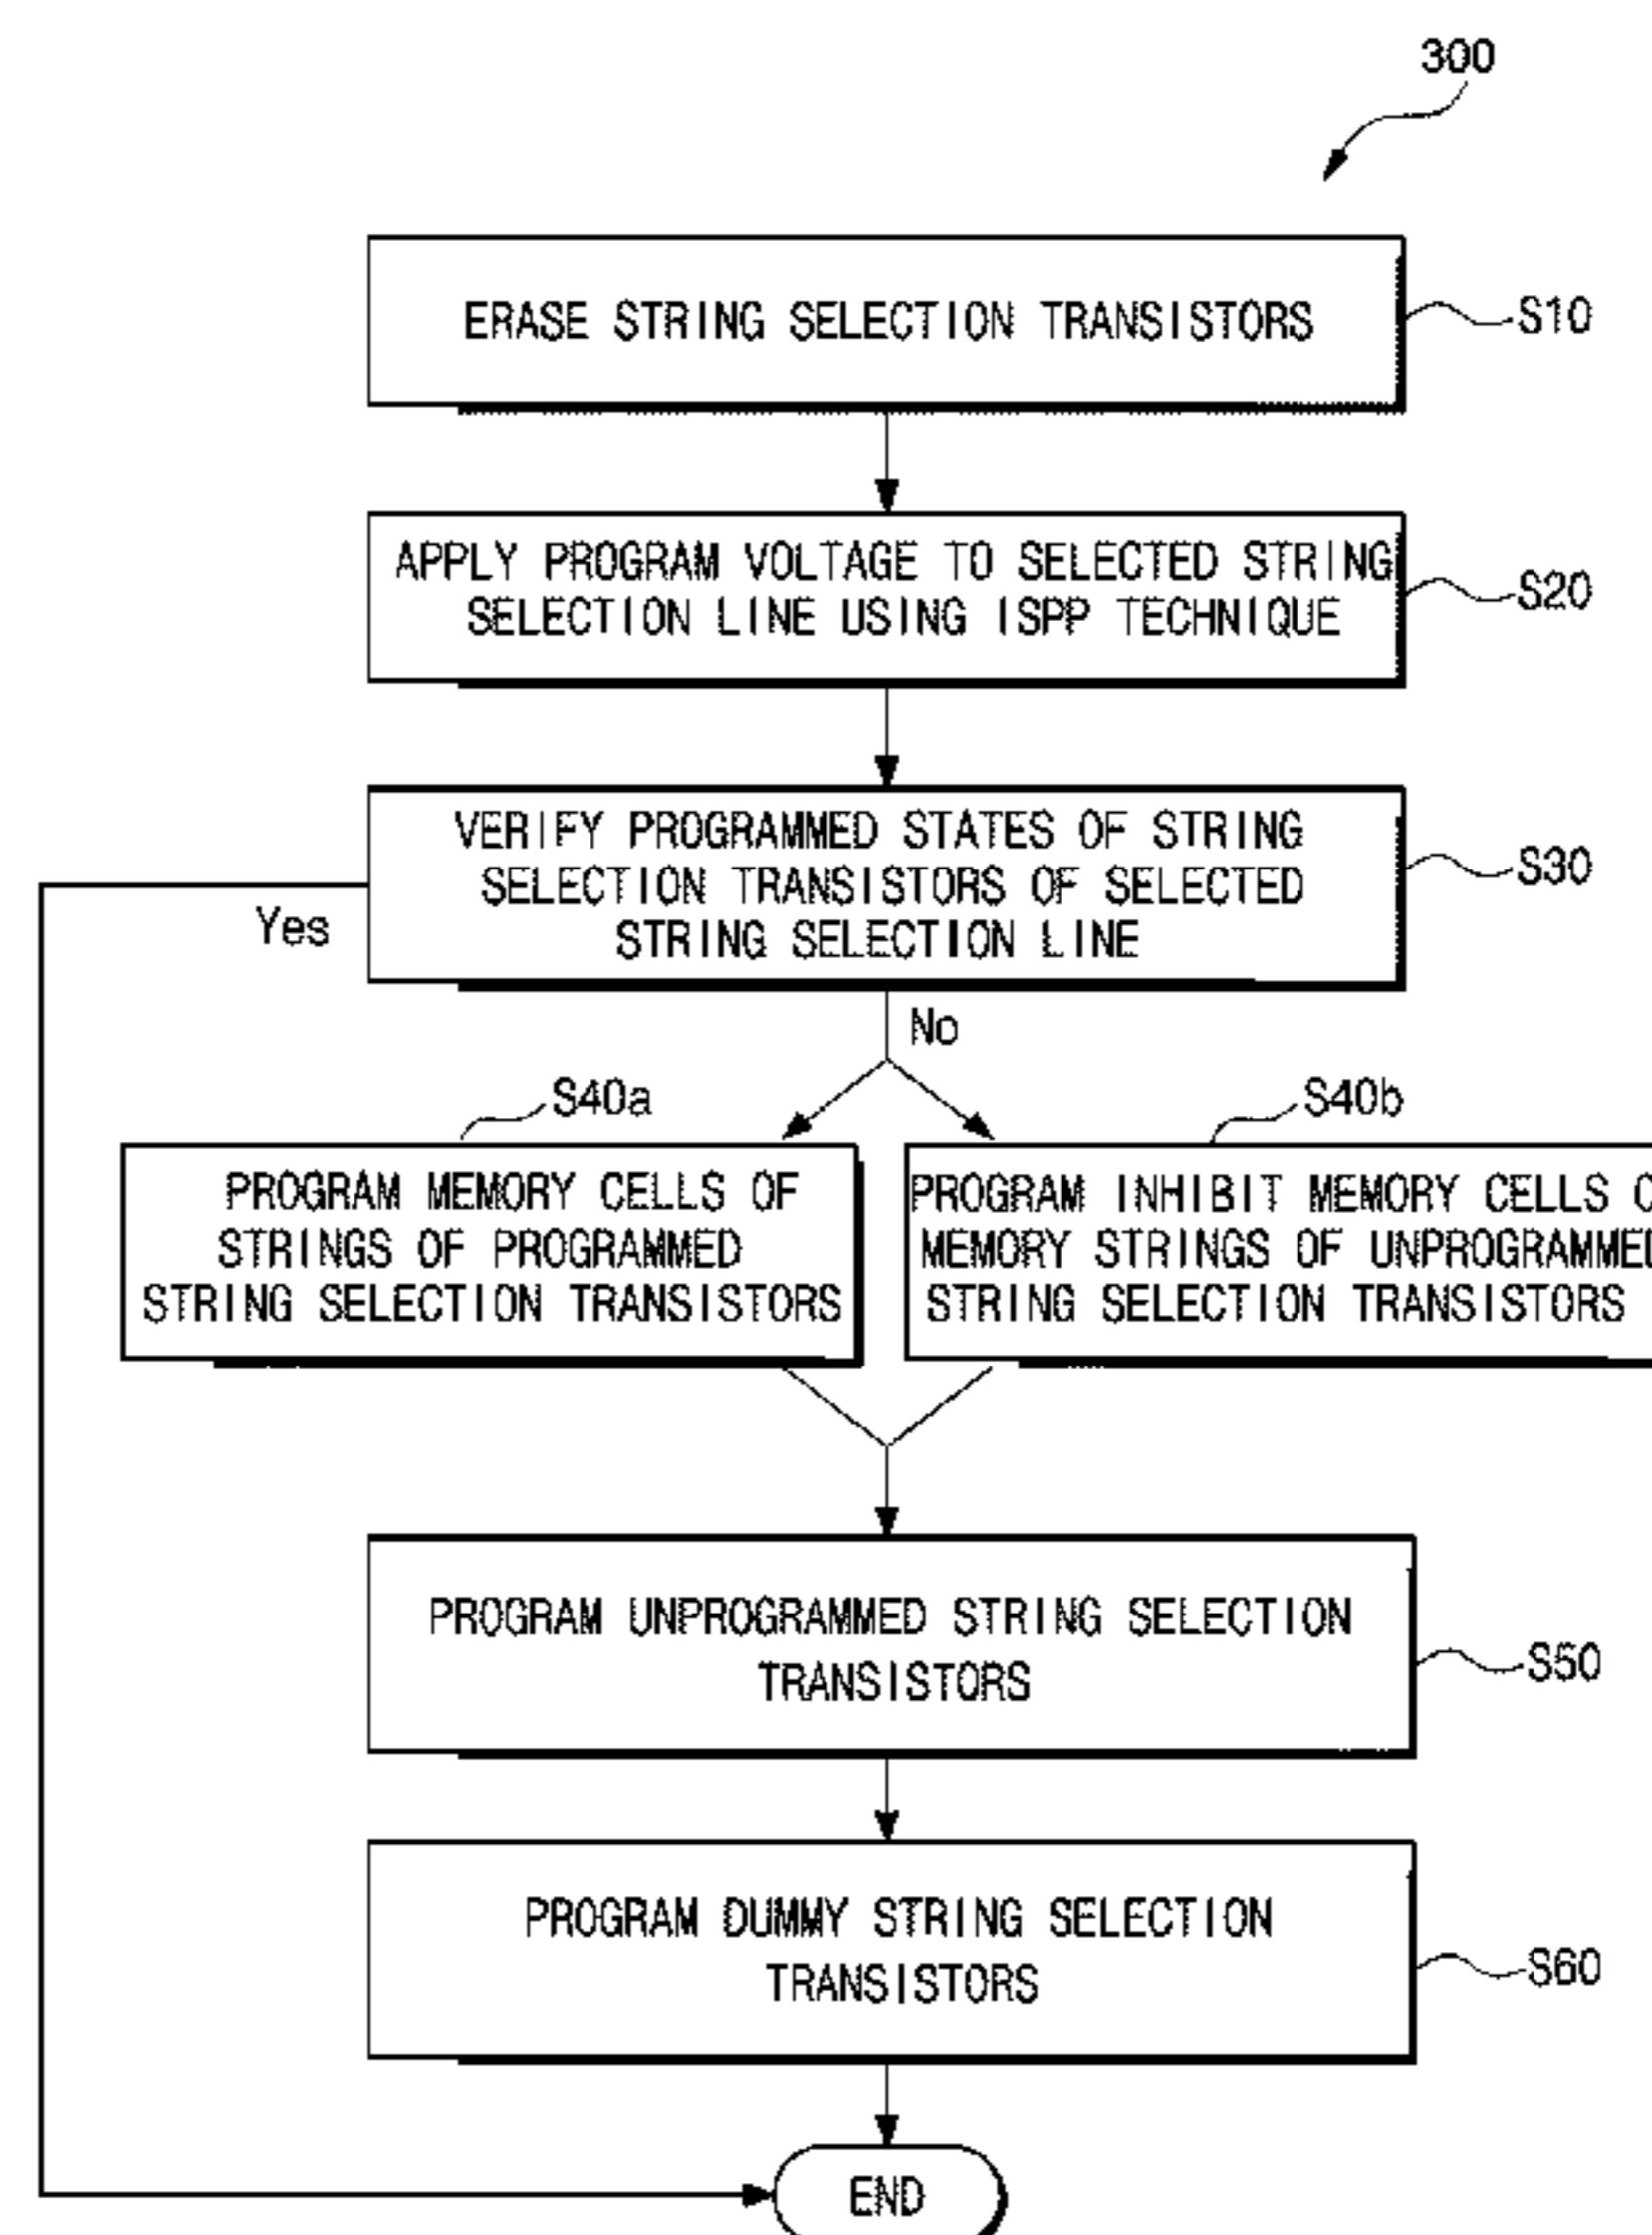 300
ERASE STRING SELECTION TRANSISTORS
S10
APPLY PROGRAM VOLTAGE TO SELECTED STRING
SELECTION LINE USING ISPP TECHNIQUE
S20
VERIFY PROGRAMMED STATES OF STRING
SELECTION TRANSISTORS OF SELECTED
STRING SELECTION LINE
S30
Yes
No
S40a
PROGRAM MEMORY CELLS OF
STRINGS OF PROGRAMMED
STRING SELECTION TRANSISTORS
S40b
PROGRAM INHIBIT MEMORY CELLS
MEMORY STRINGS OF UNPROGRAMMED
STRING SELECTION TRANSISTORS
PROGRAM UNPROGRAMMED STRING SELECTION
TRANSISTORS
S50
PROGRAM DUMMY STRING SELECTION
TRANSISTORS
S60
END